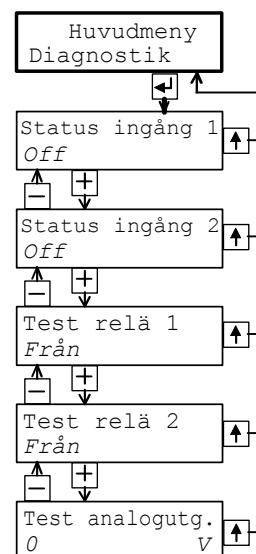 Huvudmeny
Diagnostik
Status ingång 1
Off
+
−
Status ingång 2
Off
+
−
Test relä 1
Från
+
−
Test relä 2
Från
+
−
Test analogutg.
0 V